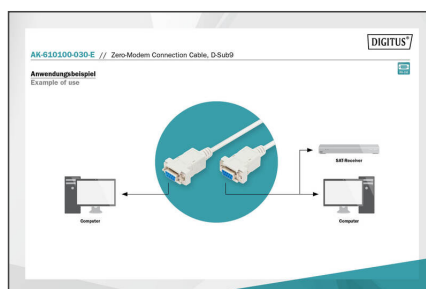 DIGITUS®
AK-610100-030-E // Zero-Modem Connection Cable, D-Sub9
Anwendungsbeispiel
Example of use
SAT-Receiver
Computer
Computer